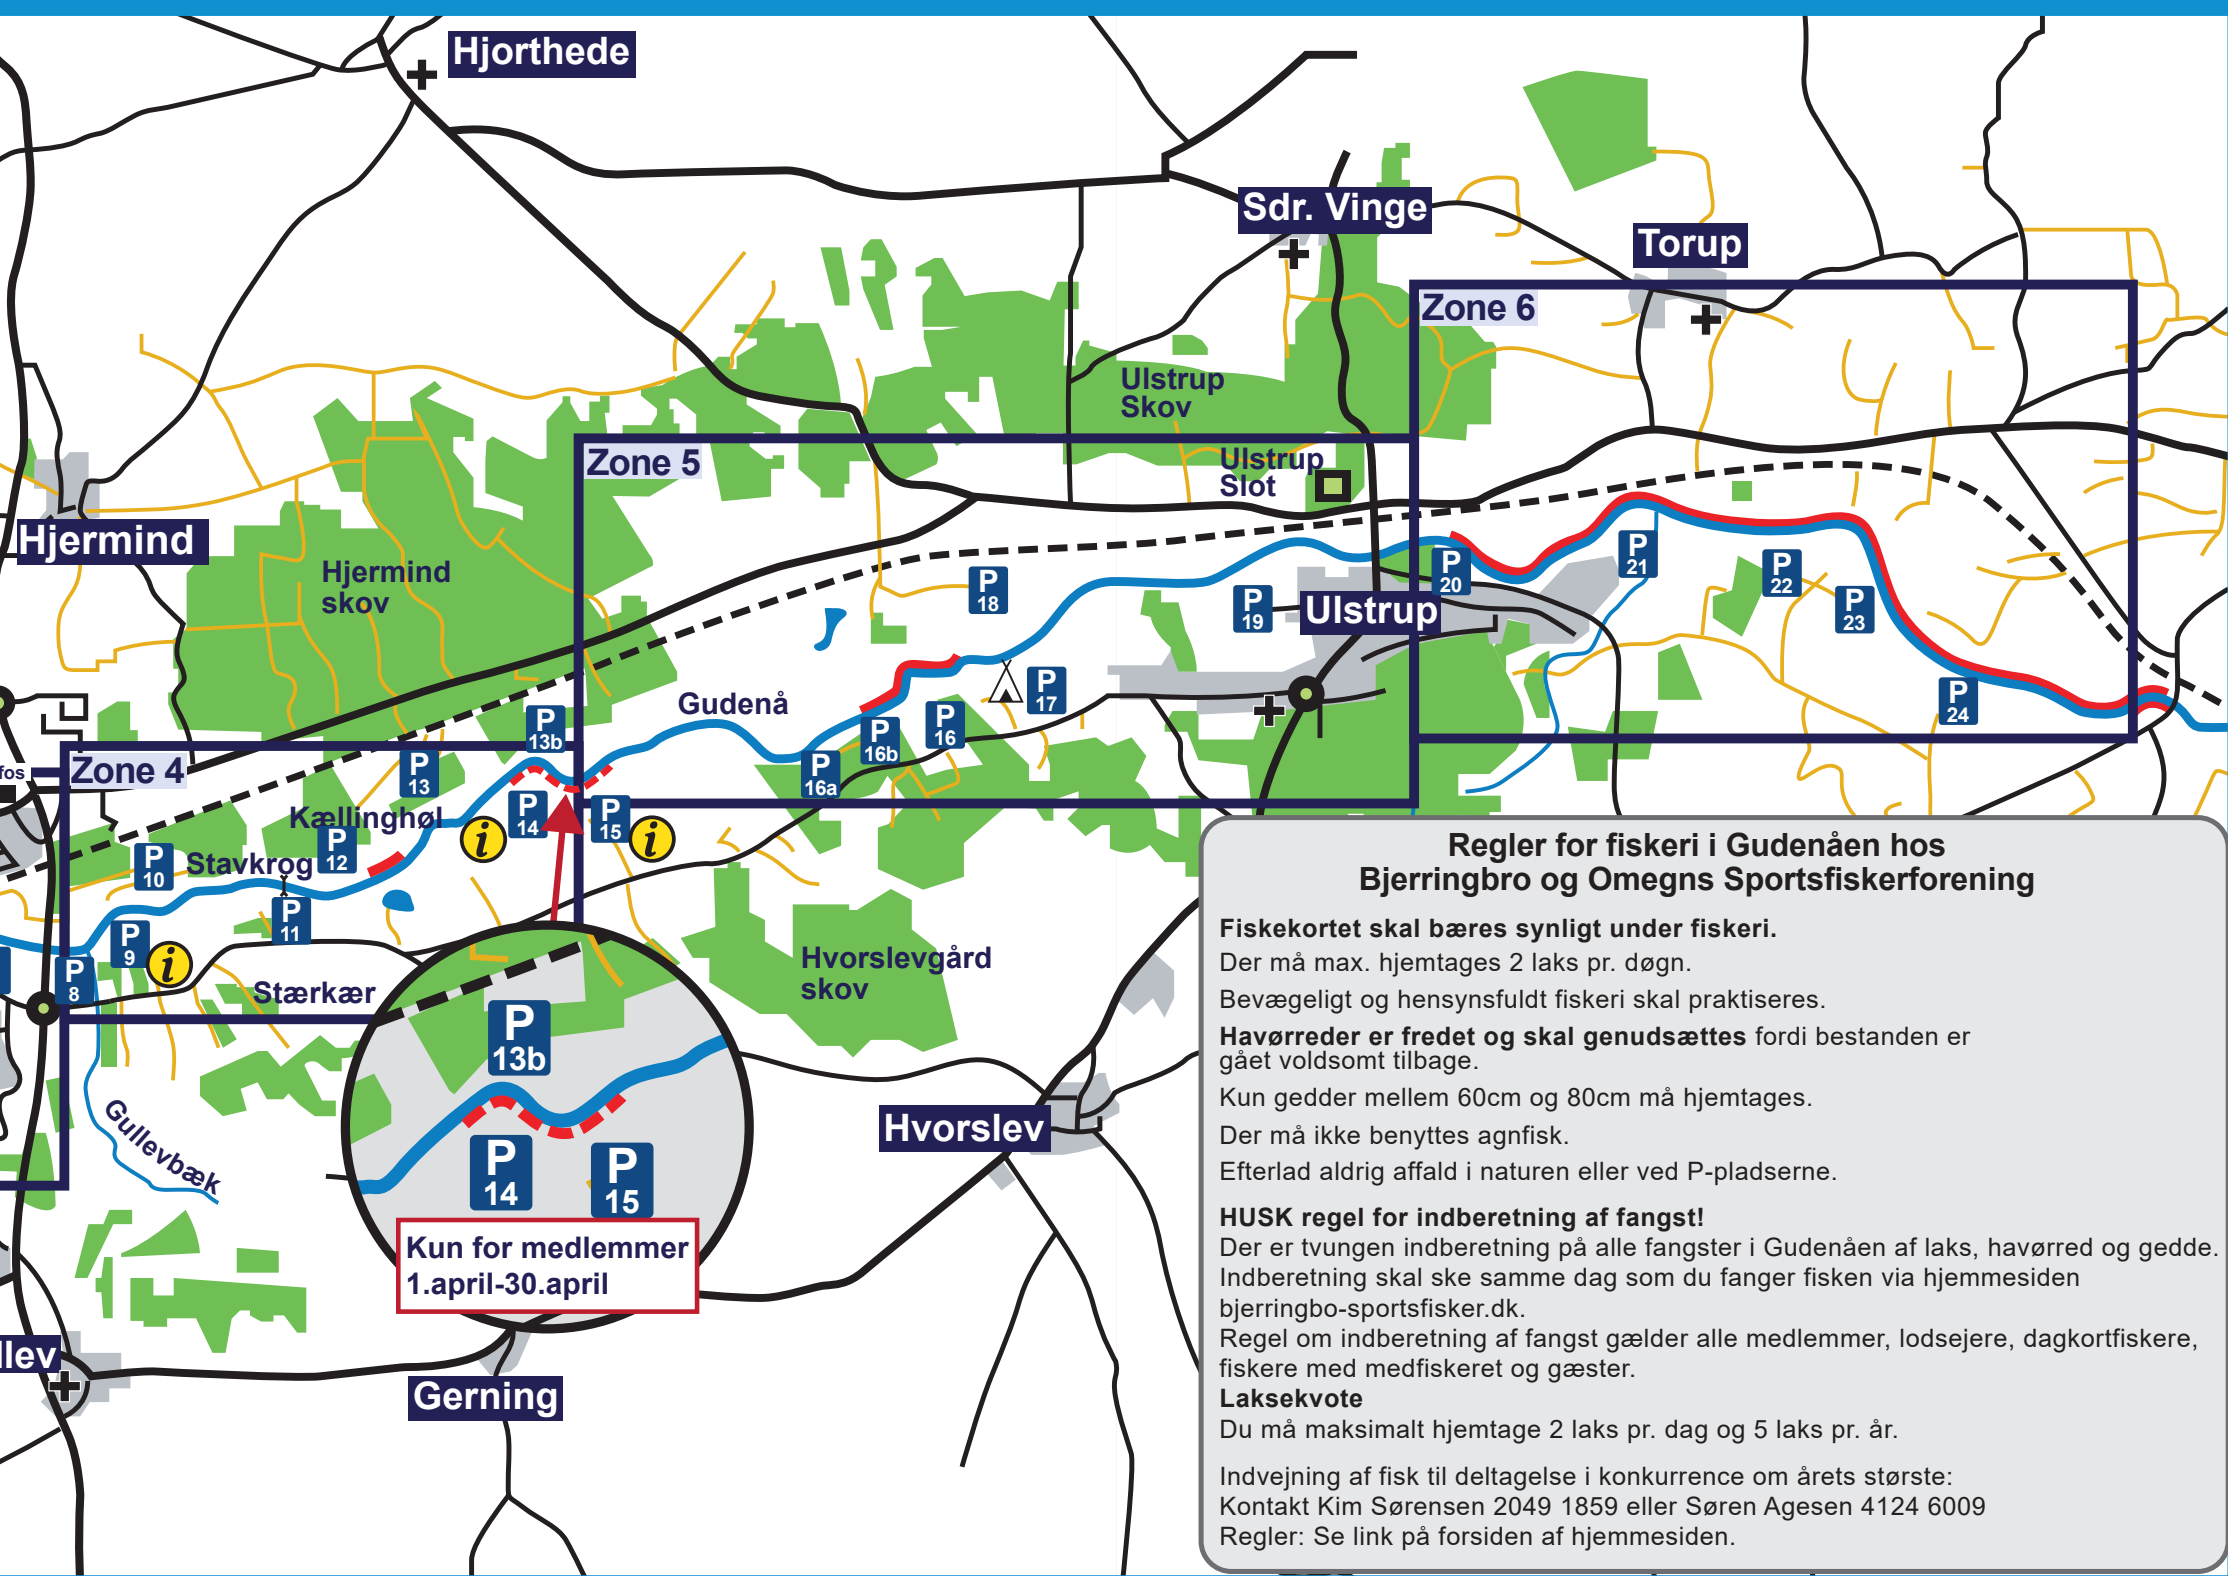 Hjorthede
Sdr. Vinge
Torup
Zone 6
Ulstrup
Skov
Zone 5
Ulstrup
Slot
Hjermind
Hjermind
skov
P
18
P
19
Ulstrup
P
20
P
21
P
22
P
23
P
24
Gudenå
P
17
P
16
P
16b
P
16a
P
13b
Zone 4
fos
P
13
Kællinghøl
P
12
P
14
i
P
15
i
P
10
Stavkrog
P
11
P
9
i
P
8
Stærkær
Hvorslevgård
skov
Gullevbæk
P
13b
P
14
P
15
Kun for medlemmer
1.april-30.april
Hvorslev
llev
Gerning
Regler for fiskeri i Gudenåen hos
Bjerringbro og Omegns Sportsfiskerforening
Fiskekortet skal bæres synligt under fiskeri.
Der må max. hjemtages 2 laks pr. døgn.
Bevægeligt og hensynsfuldt fiskeri skal praktiseres.
Havørreder er fredet og skal genudsættes fordi bestanden er
gået voldsomt tilbage.
Kun gedder mellem 60cm og 80cm må hjemtages.
Der må ikke benyttes agnfisk.
Efterlad aldrig affald i naturen eller ved P-pladserne.
HUSK regel for indberetning af fangst!
Der er tvungen indberetning på alle fangster i Gudenåen af laks, havørred og gedde.
Indberetning skal ske samme dag som du fanger fisken via hjemmesiden
bjerringbo-sportsfisker.dk.
Regel om indberetning af fangst gælder alle medlemmer, lodsejere, dagkortfiskere,
fiskere med medfiskeret og gæster.
Laksekvote
Du må maksimalt hjemtage 2 laks pr. dag og 5 laks pr. år.
Indvejning af fisk til deltagelse i konkurrence om årets største:
Kontakt Kim Sørensen 2049 1859 eller Søren Agesen 4124 6009
Regler: Se link på forsiden af hjemmesiden.